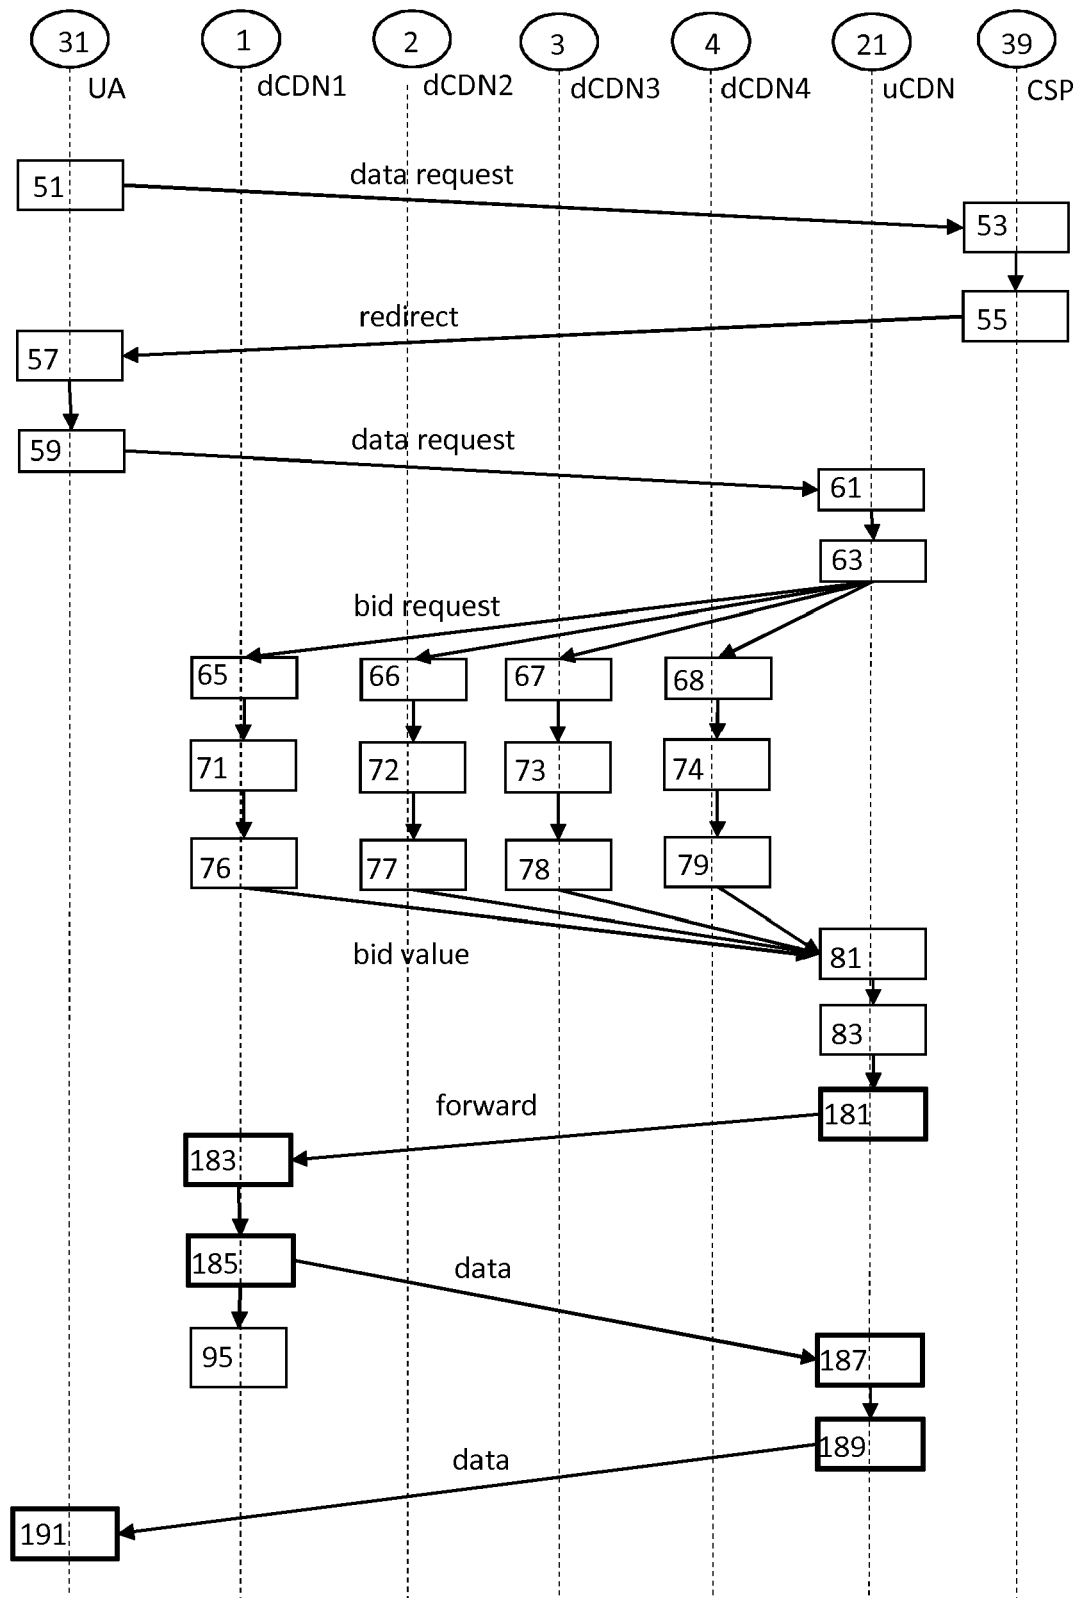 31 1 2 3 4 21 39
UA dCDN1 dCDN2 dCDN3 dCDN4 uCDN CSP
data request
51
53
redirect
55
57
data request
59
61
63
bid request
65 66 67 68
71 72 73 74
76 77 78 79
bid value
81
83
forward
181
183
185
data
95
187
189
data
191